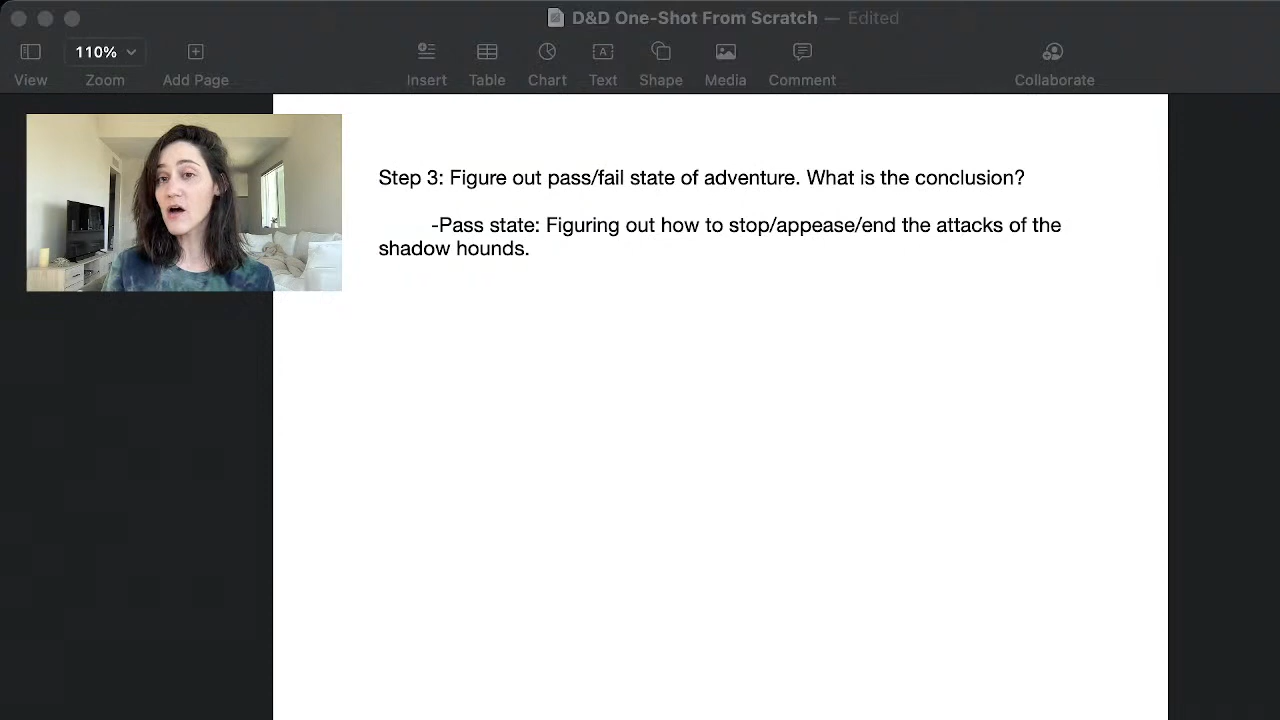 D&D One-Shot From Scratch — Edited
110%
View
Zoom
Add Page
Insert
Table
Chart
Text
Shape
Media
Comment
Collaborate
Step 3: Figure out pass/fail state of adventure. What is the conclusion?
-Pass state: Figuring out how to stop/appease/end the attacks of the
shadow hounds.